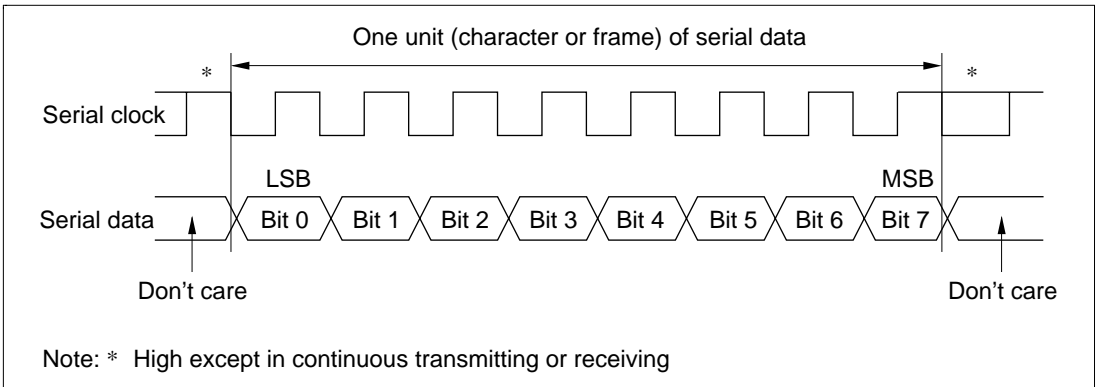 One unit (character or frame) of serial data
* *
Serial clock
LSB MSB
Serial data Bit 0 Bit 1 Bit 2 Bit 3 Bit 4 Bit 5 Bit 6 Bit 7
Don’t care Don’t care
Note: * High except in continuous transmitting or receiving